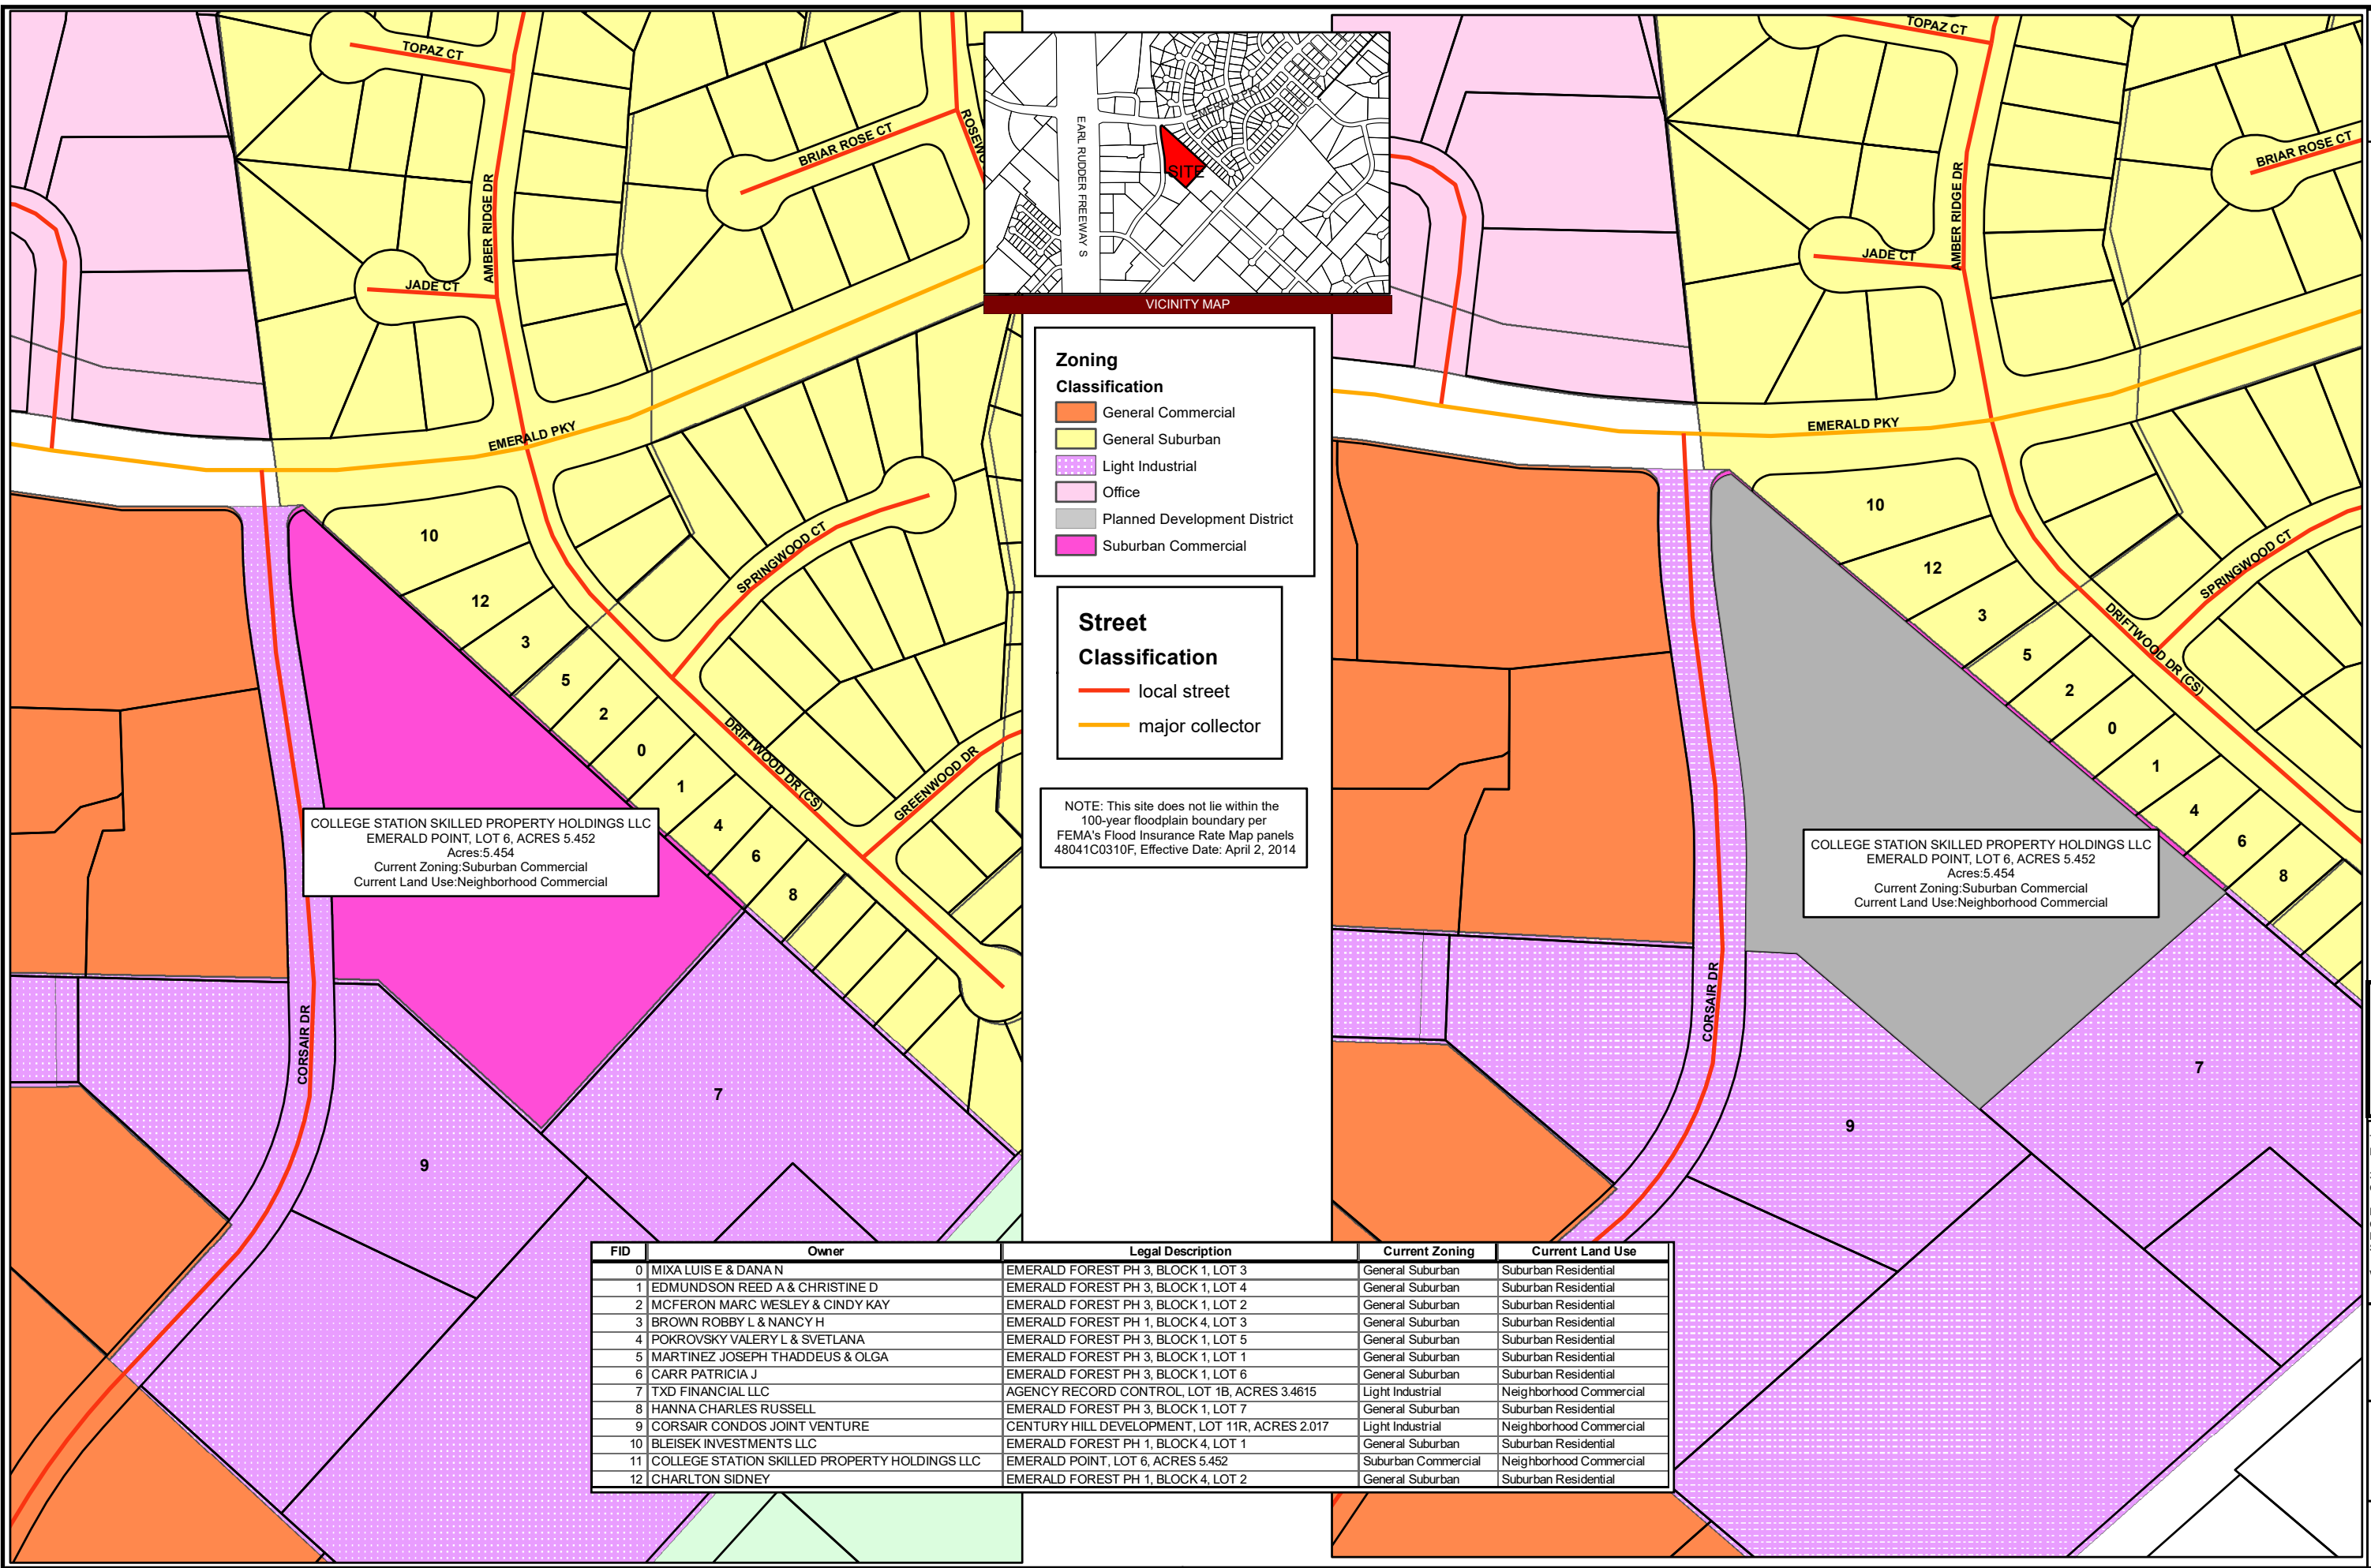 TOPAZ CT
BRIAR ROSE CT
AMBER RIDGE DR
JADE CT
EMERALD PKY
SPRINGWOOD CT
DRIFTWOOD DR (CS)
GREENWOOD DR
CORSAIR DR
10
12
3
5
2
0
1
4
6
8
7
9
COLLEGE STATION SKILLED PROPERTY HOLDINGS LLC
EMERALD POINT, LOT 6, ACRES 5.452
Acres:5.454
Current Zoning:Suburban Commercial
Current Land Use:Neighborhood Commercial
EMERALD PKY
EARL RUDDER FREEWAY S
SITE
VICINITY MAP
Zoning
Classification
General Commercial
General Suburban
Light Industrial
Office
Planned Development District
Suburban Commercial
Street
Classification
local street
major collector
NOTE: This site does not lie within the
100-year floodplain boundary per
FEMA's Flood Insurance Rate Map panels
48041C0310F, Effective Date: April 2, 2014
TOPAZ CT
BRIAR ROSE CT
AMBER RIDGE DR
JADE CT
EMERALD PKY
SPRINGWOOD CT
DRIFTWOOD DR (CS)
CORSAIR DR
10
12
3
5
2
0
1
4
6
8
7
9
COLLEGE STATION SKILLED PROPERTY HOLDINGS LLC
EMERALD POINT, LOT 6, ACRES 5.452
Acres:5.454
Current Zoning:Suburban Commercial
Current Land Use:Neighborhood Commercial
FID Owner Legal Description Current Zoning Current Land Use
0 MIXA LUIS E & DANA N EMERALD FOREST PH 3, BLOCK 1, LOT 3 General Suburban Suburban Residential
1 EDMUNDSON REED A & CHRISTINE D EMERALD FOREST PH 3, BLOCK 1, LOT 4 General Suburban Suburban Residential
2 MCFERON MARC WESLEY & CINDY KAY EMERALD FOREST PH 3, BLOCK 1, LOT 2 General Suburban Suburban Residential
3 BROWN ROBBY L & NANCY H EMERALD FOREST PH 1, BLOCK 4, LOT 3 General Suburban Suburban Residential
4 POKROVSKY VALERY L & SVETLANA EMERALD FOREST PH 3, BLOCK 1, LOT 5 General Suburban Suburban Residential
5 MARTINEZ JOSEPH THADDEUS & OLGA EMERALD FOREST PH 3, BLOCK 1, LOT 1 General Suburban Suburban Residential
6 CARR PATRICIA J EMERALD FOREST PH 3, BLOCK 1, LOT 6 General Suburban Suburban Residential
7 TXD FINANCIAL LLC AGENCY RECORD CONTROL, LOT 1B, ACRES 3.4615 Light Industrial Neighborhood Commercial
8 HANNA CHARLES RUSSELL EMERALD FOREST PH 3, BLOCK 1, LOT 7 General Suburban Suburban Residential
9 CORSAIR CONDOS JOINT VENTURE CENTURY HILL DEVELOPMENT, LOT 11R, ACRES 2.017 Light Industrial Neighborhood Commercial
10 BLEISEK INVESTMENTS LLC EMERALD FOREST PH 1, BLOCK 4, LOT 1 General Suburban Suburban Residential
11 COLLEGE STATION SKILLED PROPERTY HOLDINGS LLC EMERALD POINT, LOT 6, ACRES 5.452 Suburban Commercial Neighborhood Commercial
12 CHARLTON SIDNEY EMERALD FOREST PH 1, BLOCK 4, LOT 2 General Suburban Suburban Residential